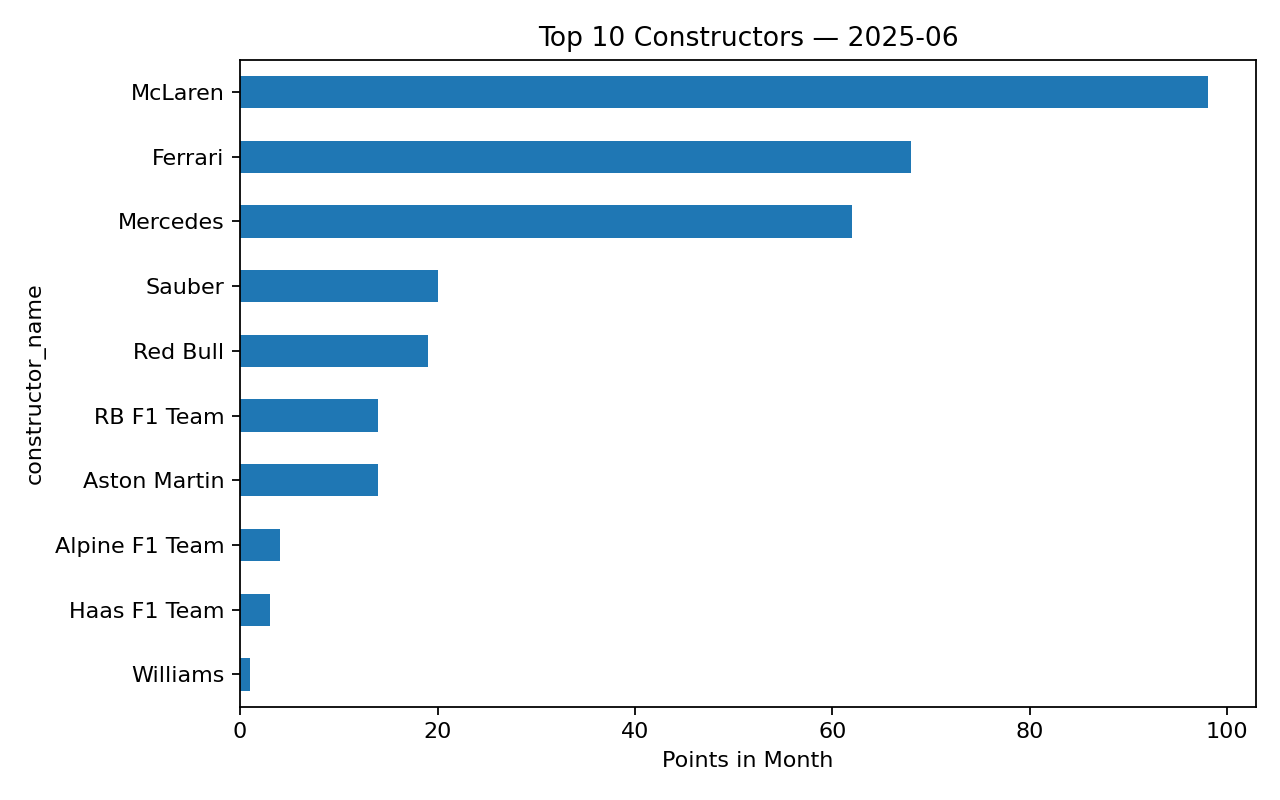 Top 10 Constructors — 2025-06
constructor_name
McLaren
Ferrari
Mercedes
Sauber
Red Bull
RB F1 Team
Aston Martin
Alpine F1 Team
Haas F1 Team
Williams
0 20 40 60 80 100
Points in Month